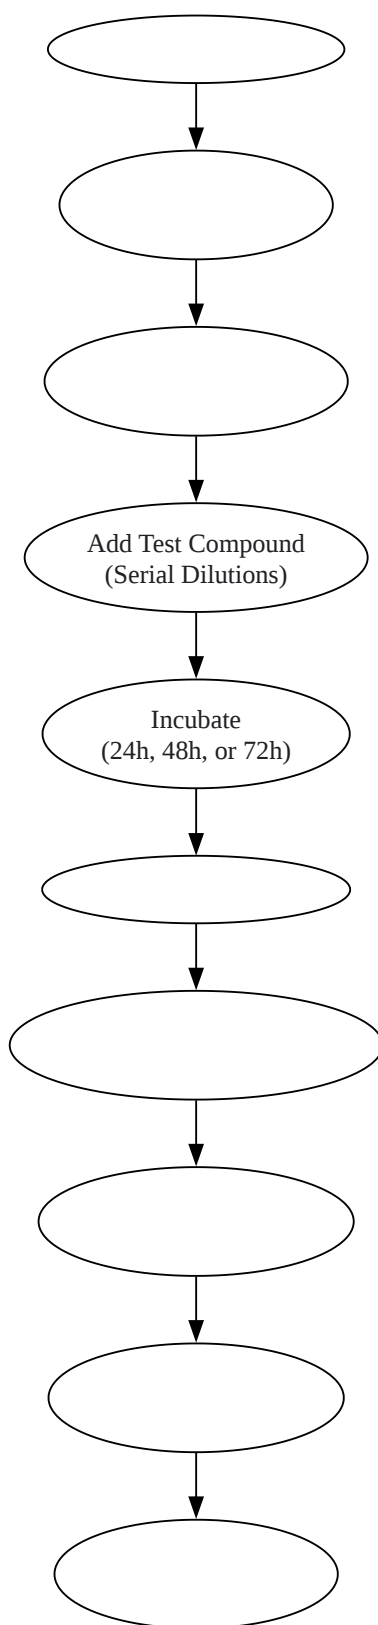 Add Test Compound
(Serial Dilutions)
Incubate
(24h, 48h, or 72h)